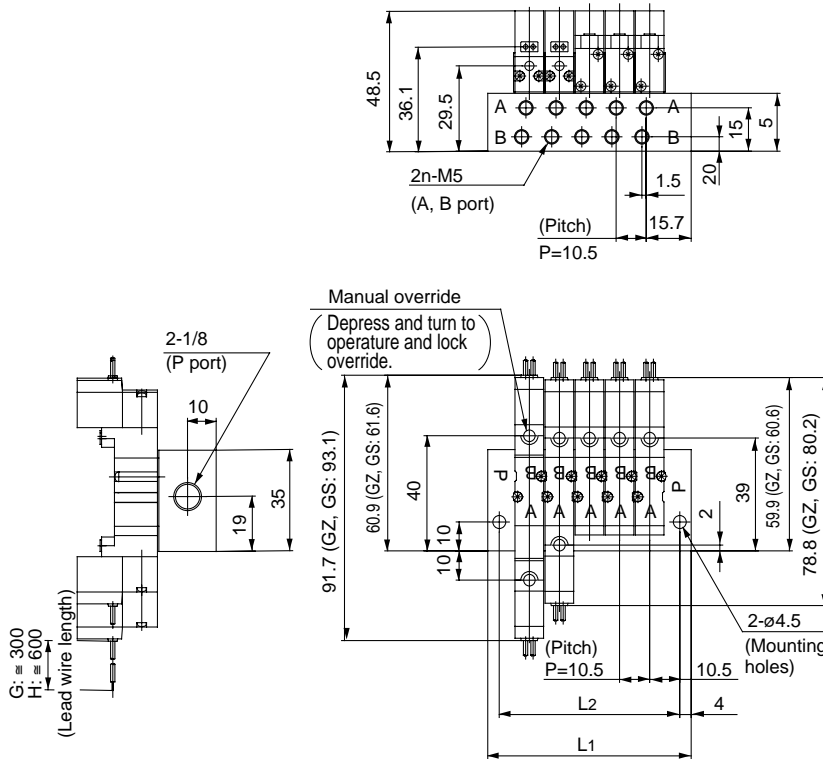 48.5
36.1
29.5
A
A
B
B
15
5
20
1.5
15.7
2n-M5
(A, B port)
(Pitch)
P=10.5
Manual override
(Depress and turn to
operature and lock
override.)
2-1/8
(P port)
10
35
19
G: ≅ 300
H: ≅ 600
(Lead wire length)
91.7 (GZ, GS: 93.1)
60.9 (GZ, GS: 61.6)
40
10
10
P
B
B
B
B
B
P
A
A
A
A
A
2
39
59.9 (GZ, GS: 60.6)
78.8 (GZ, GS: 80.2)
2-ø4.5
(Mounting
holes)
(Pitch)
P=10.5
10.5
L2
4
L1